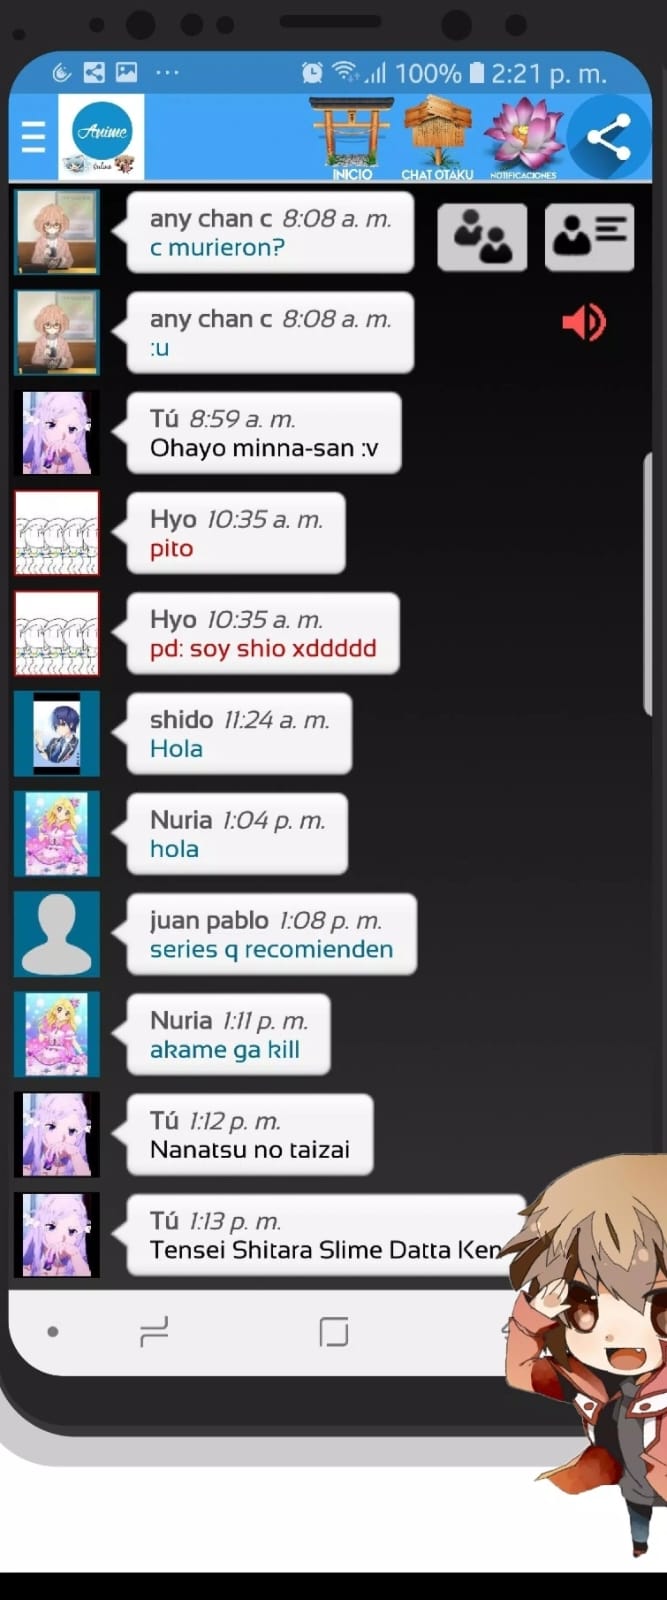 100% 2:21 p. m.
Anime
Online
INICIO
CHAT OTAKU
NOTIFICACIONES
any chan c 8:08 a. m.
c murieron?
any chan c 8:08 a. m.
:u
Tú 8:59 a. m.
Ohayo minna-san :v
Hyo 10:35 a. m.
pito
Hyo 10:35 a. m.
pd: soy shio xddddd
shido 11:24 a. m.
Hola
Nuria 1:04 p. m.
hola
juan pablo 1:08 p. m.
series q recomienden
Nuria 1:11 p. m.
akame ga kill
Tú 1:12 p. m.
Nanatsu no taizai
Tú 1:13 p. m.
Tensei Shitara Slime Datta Ken